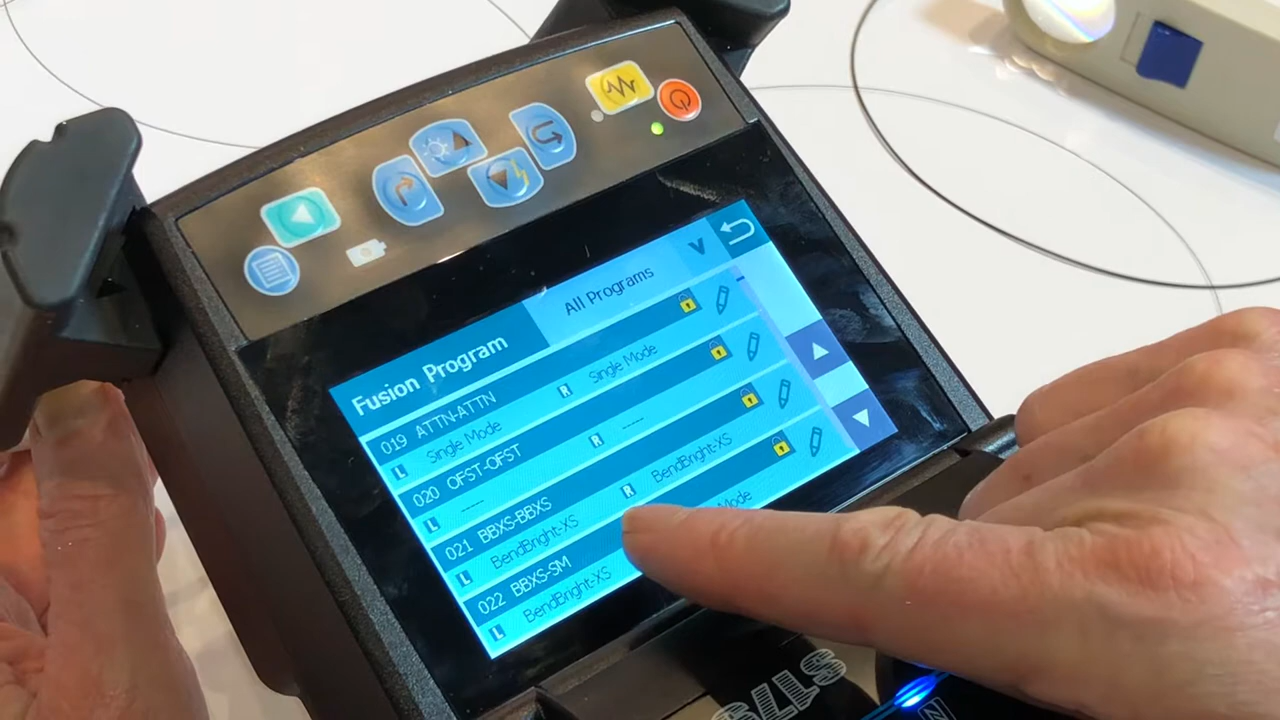 Fusion Program All Programs V
019 ATTN-ATTN
L Single Mode R Single Mode
020 OFST-OFST
L ---- R ----
021 BBXS-BBXS
L BendBright-XS R BendBright-XS
022 BBXS-SM
L BendBright-XS Mode
S179
N